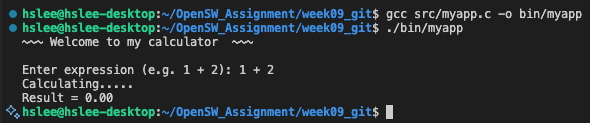 hslee@hslee-desktop:~/OpenSW_Assignment/week09_git$ gcc src/myapp.c -o bin/myapp
hslee@hslee-desktop:~/OpenSW_Assignment/week09_git$ ./bin/myapp
~~~ Welcome to my calculator  ~~~

Enter expression (e.g. 1 + 2): 1 + 2
Calculating.....
Result = 0.00
hslee@hslee-desktop:~/OpenSW_Assignment/week09_git$